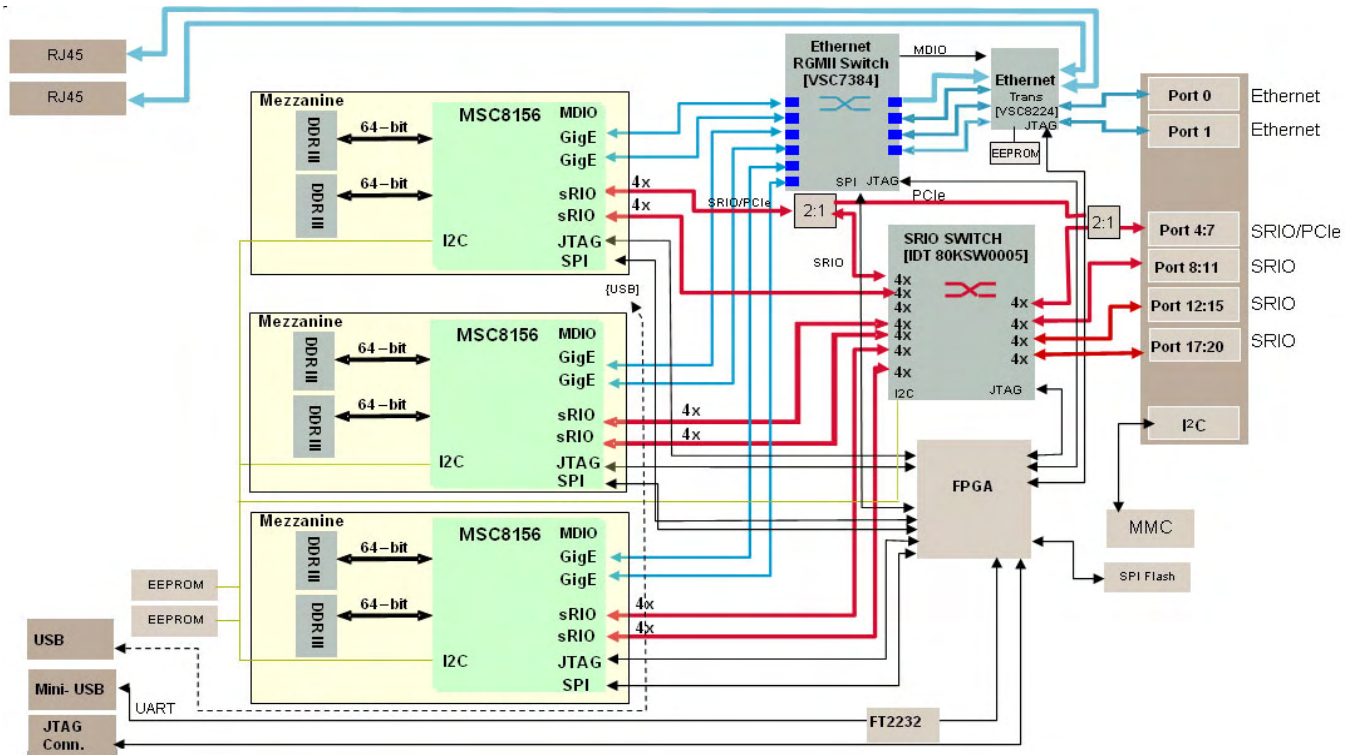 RJ45
RJ45
Ethernet
RGMII Switch
[VSC7384]
SPI JTAG
MDIO
Ethernet
Trans
[VSC8224]
JTAG
EEPROM
Port 0 Ethernet
Port 1 Ethernet
Port 4:7 SRIO/PCIe
Port 8:11 SRIO
Port 12:15 SRIO
Port 17:20 SRIO
I²C
Mezzanine
DDR III
64-bit
DDR III
64-bit
MSC8156
MDIO
GigE
GigE
sRIO
sRIO
I2C
JTAG
SPI
4x
4x
SRIO/PCIe
2:1
PCIe
2:1
SRIO
SRIO SWITCH
[IDT 80KSW0005]
4x
4x
4x
4x
4x
4x
4x
4x
4x
4x
4x
I2C
JTAG
[USB]
Mezzanine
DDR III
64-bit
DDR III
64-bit
MSC8156
MDIO
GigE
GigE
sRIO
sRIO
I2C
JTAG
SPI
4x
4x
FPGA
MMC
SPI Flash
Mezzanine
DDR III
64-bit
DDR III
64-bit
MSC8156
MDIO
GigE
GigE
sRIO
sRIO
I2C
JTAG
SPI
4x
4x
EEPROM
EEPROM
USB
Mini- USB
UART
JTAG
Conn.
FT2232